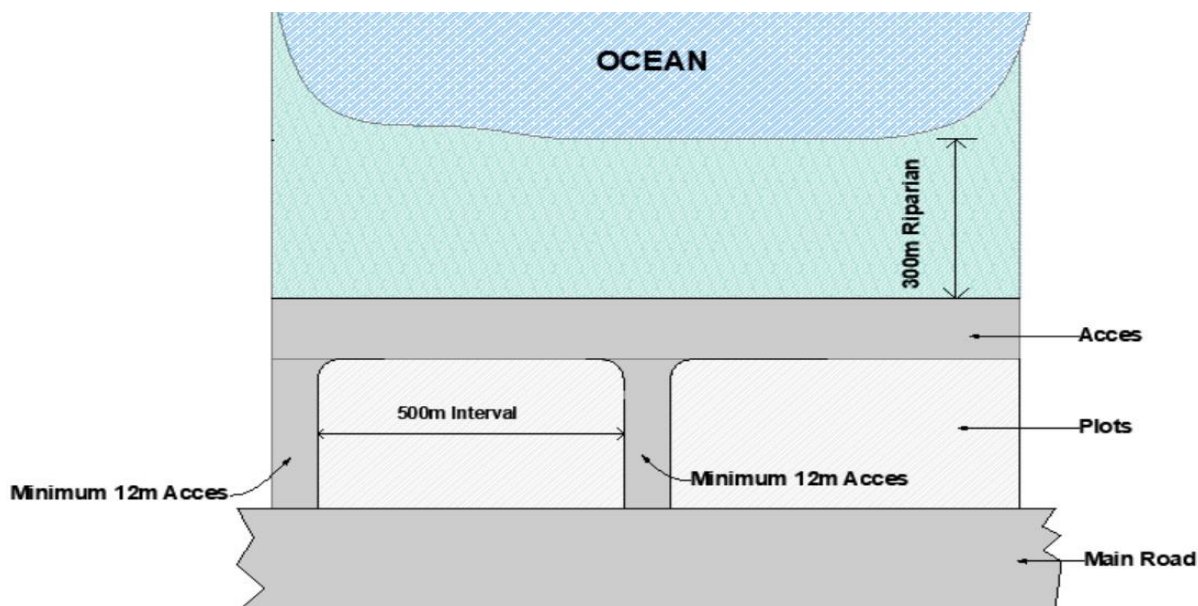 OCEAN
300m Riparian
Acces
500m Interval
Plots
Minimum 12m Acces
Minimum 12m Acces
Main Road